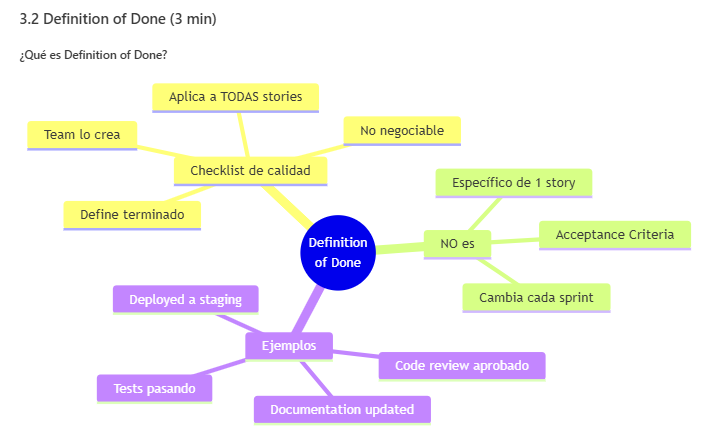 3.2 Definition of Done (3 min)
¿Qué es Definition of Done?
Aplica a TODAS stories
Team lo crea
No negociable
Checklist de calidad
Define terminado
Específico de 1 story
NO es
Acceptance Criteria
Cambia cada sprint
Definition
of Done
Deployed a staging
Ejemplos
Code review aprobado
Tests pasando
Documentation updated